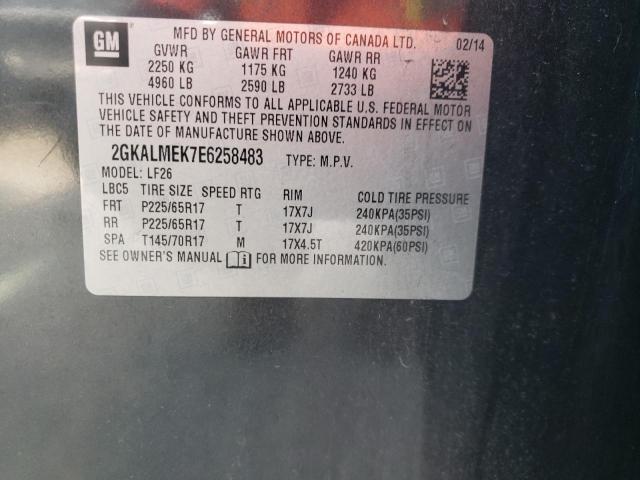 GM
MFD BY GENERAL MOTORS OF CANADA LTD. 02/14
GVWR GAWR FRT GAWR RR
2250 KG 1175 KG 1240 KG
4960 LB 2590 LB 2733 LB
THIS VEHICLE CONFORMS TO ALL APPLICABLE U.S. FEDERAL MOTOR
VEHICLE SAFETY AND THEFT PREVENTION STANDARDS IN EFFECT ON
THE DATE OF MANUFACTURE SHOWN ABOVE.
2GKALMEK7E6258483 TYPE: M.P.V.
MODEL: LF26
LBC5 TIRE SIZE SPEED RTG RIM COLD TIRE PRESSURE
FRT P225/65R17 T 17X7J 240KPA(35PSI)
RR P225/65R17 T 17X7J 240KPA(35PSI)
SPA T145/70R17 M 17X4.5T 420KPA(60PSI)
SEE OWNER'S MANUAL i FOR MORE INFORMATION.